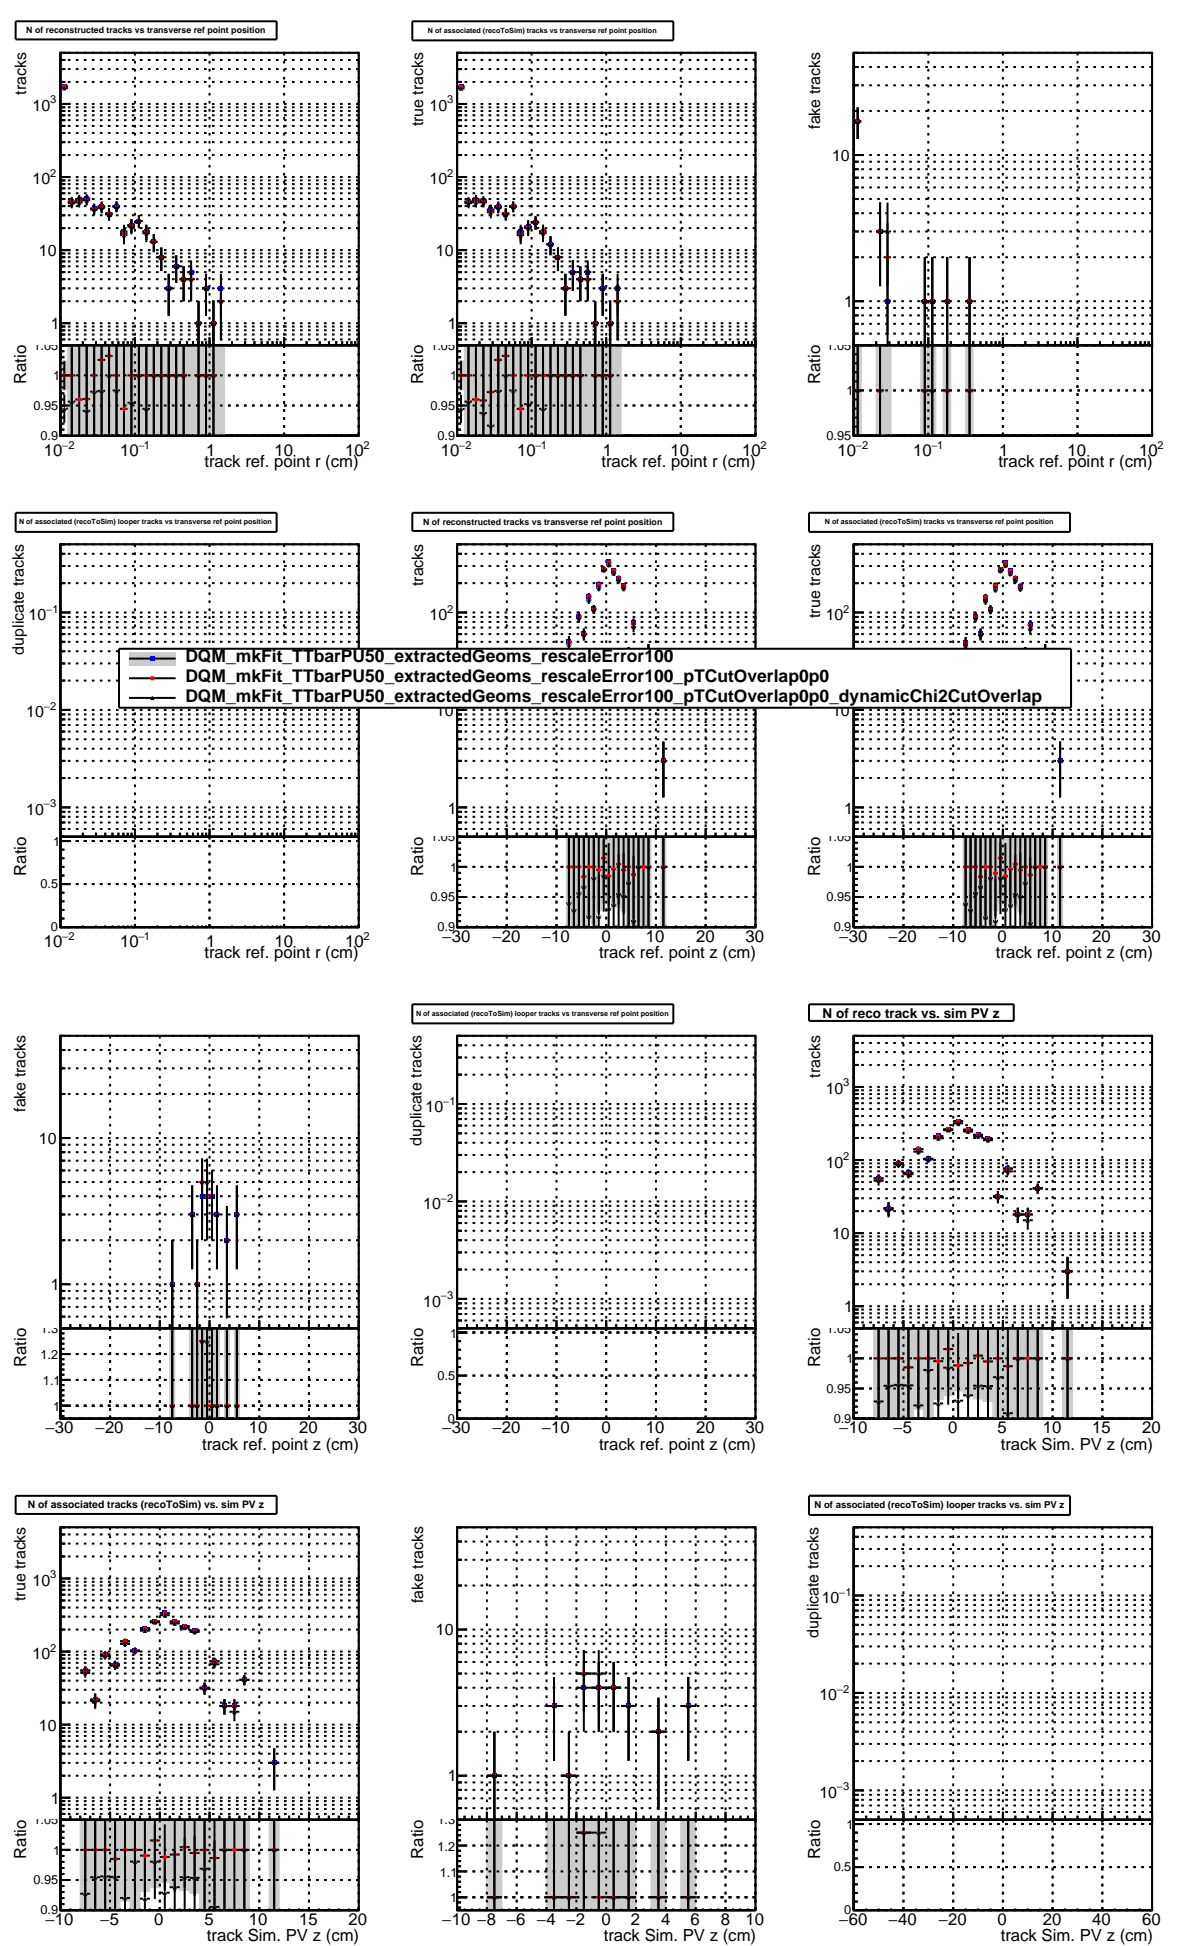 N of reconstructed tracks vs transverse ref point position
tracks
10³
10²
10
1
Ratio
1.05
1
0.95
0.9
10⁻² 10⁻¹ 1 10 10²
track ref. point r (cm)
N of associated (recoToSim) tracks vs transverse ref point position
true tracks
10³
10²
10
1
Ratio
1.05
1
0.95
0.9
10⁻² 10⁻¹ 1 10 10²
track ref. point r (cm)
fake tracks
10
1
Ratio
1.05
1
0.95
10⁻² 10⁻¹ 1 10 10²
track ref. point r (cm)
N of associated (recoToSim) looper tracks vs transverse ref point position
duplicate tracks
10⁻¹
10⁻²
10⁻³
Ratio
1
0.5
0
10⁻² 10⁻¹ 1 10 10²
track ref. point r (cm)
N of reconstructed tracks vs transverse ref point position
tracks
10²
10
1
Ratio
1.05
1
0.95
0.9
−30 −20 −10 0 10 20 30
track ref. point z (cm)
N of associated (recoToSim) tracks vs transverse ref point position
true tracks
10²
10
1
Ratio
1.05
1
0.95
0.9
−30 −20 −10 0 10 20 30
track ref. point z (cm)
DQM_mkFit_TTbarPU50_extractedGeoms_rescaleError100
DQM_mkFit_TTbarPU50_extractedGeoms_rescaleError100_pTCutOverlap0p0
DQM_mkFit_TTbarPU50_extractedGeoms_rescaleError100_pTCutOverlap0p0_dynamicChi2CutOverlap
fake tracks
10
1
Ratio
1.3
1.2
1.1
1
−30 −20 −10 0 10 20 30
track ref. point z (cm)
N of associated (recoToSim) looper tracks vs transverse ref point position
duplicate tracks
10⁻¹
10⁻²
10⁻³
Ratio
1
0.5
0
−30 −20 −10 0 10 20 30
track ref. point z (cm)
N of reco track vs. sim PV z
tracks
10³
10²
10
1
Ratio
1.05
1
0.95
0.9
−10 −5 0 5 10 15 20
track Sim. PV z (cm)
N of associated tracks (recoToSim) vs. sim PV z
true tracks
10³
10²
10
1
Ratio
1.05
1
0.95
0.9
−10 −5 0 5 10 15 20
track Sim. PV z (cm)
fake tracks
10
1
Ratio
1.3
1.2
1.1
1
−10 −8 −6 −4 −2 0 2 4 6 8 10
track Sim. PV z (cm)
N of associated (recoToSim) looper tracks vs. sim PV z
duplicate tracks
10⁻¹
10⁻²
10⁻³
Ratio
1
0.5
0
−60 −40 −20 0 20 40 60
track Sim. PV z (cm)